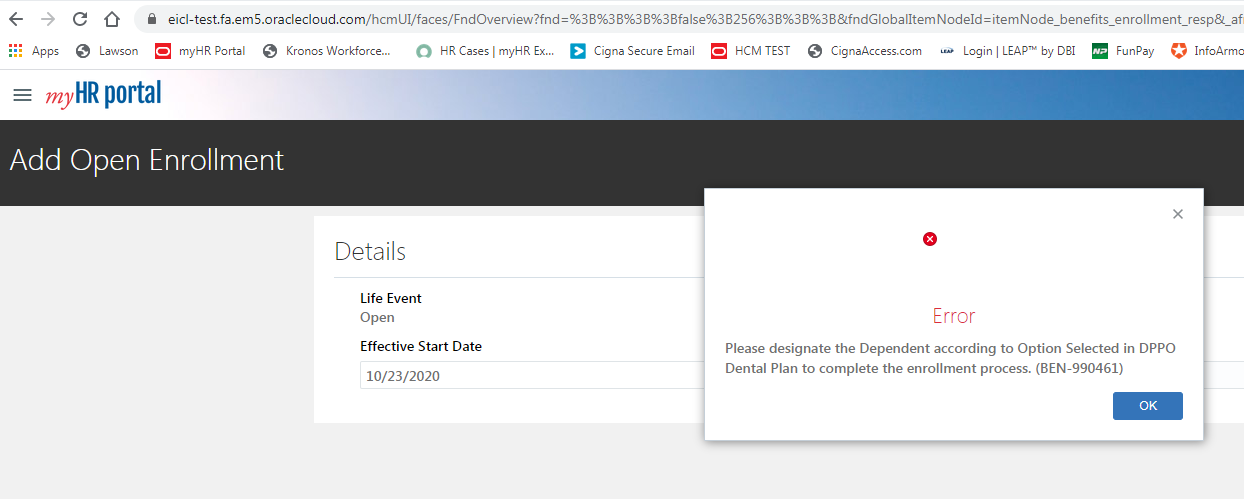 eicl-test.fa.em5.oraclecloud.com/hcmUI/faces/FndOverview?fnd=%3B%3B%3B%3Bfalse%3B256%3B%3B%3B&fndGlobalItemNodeId=itemNode_benefits_enrollment_resp&_af
Apps Lawson myHR Portal Kronos Workforce... HR Cases | myHR Ex... Cigna Secure Email HCM TEST CignaAccess.com LEAP Login | LEAP™ by DBI NP FunPay InfoArmo
myHR portal
Add Open Enrollment
Details
Life Event
Open
Effective Start Date
10/23/2020
Error
Please designate the Dependent according to Option Selected in DPPO
Dental Plan to complete the enrollment process. (BEN-990461)
OK